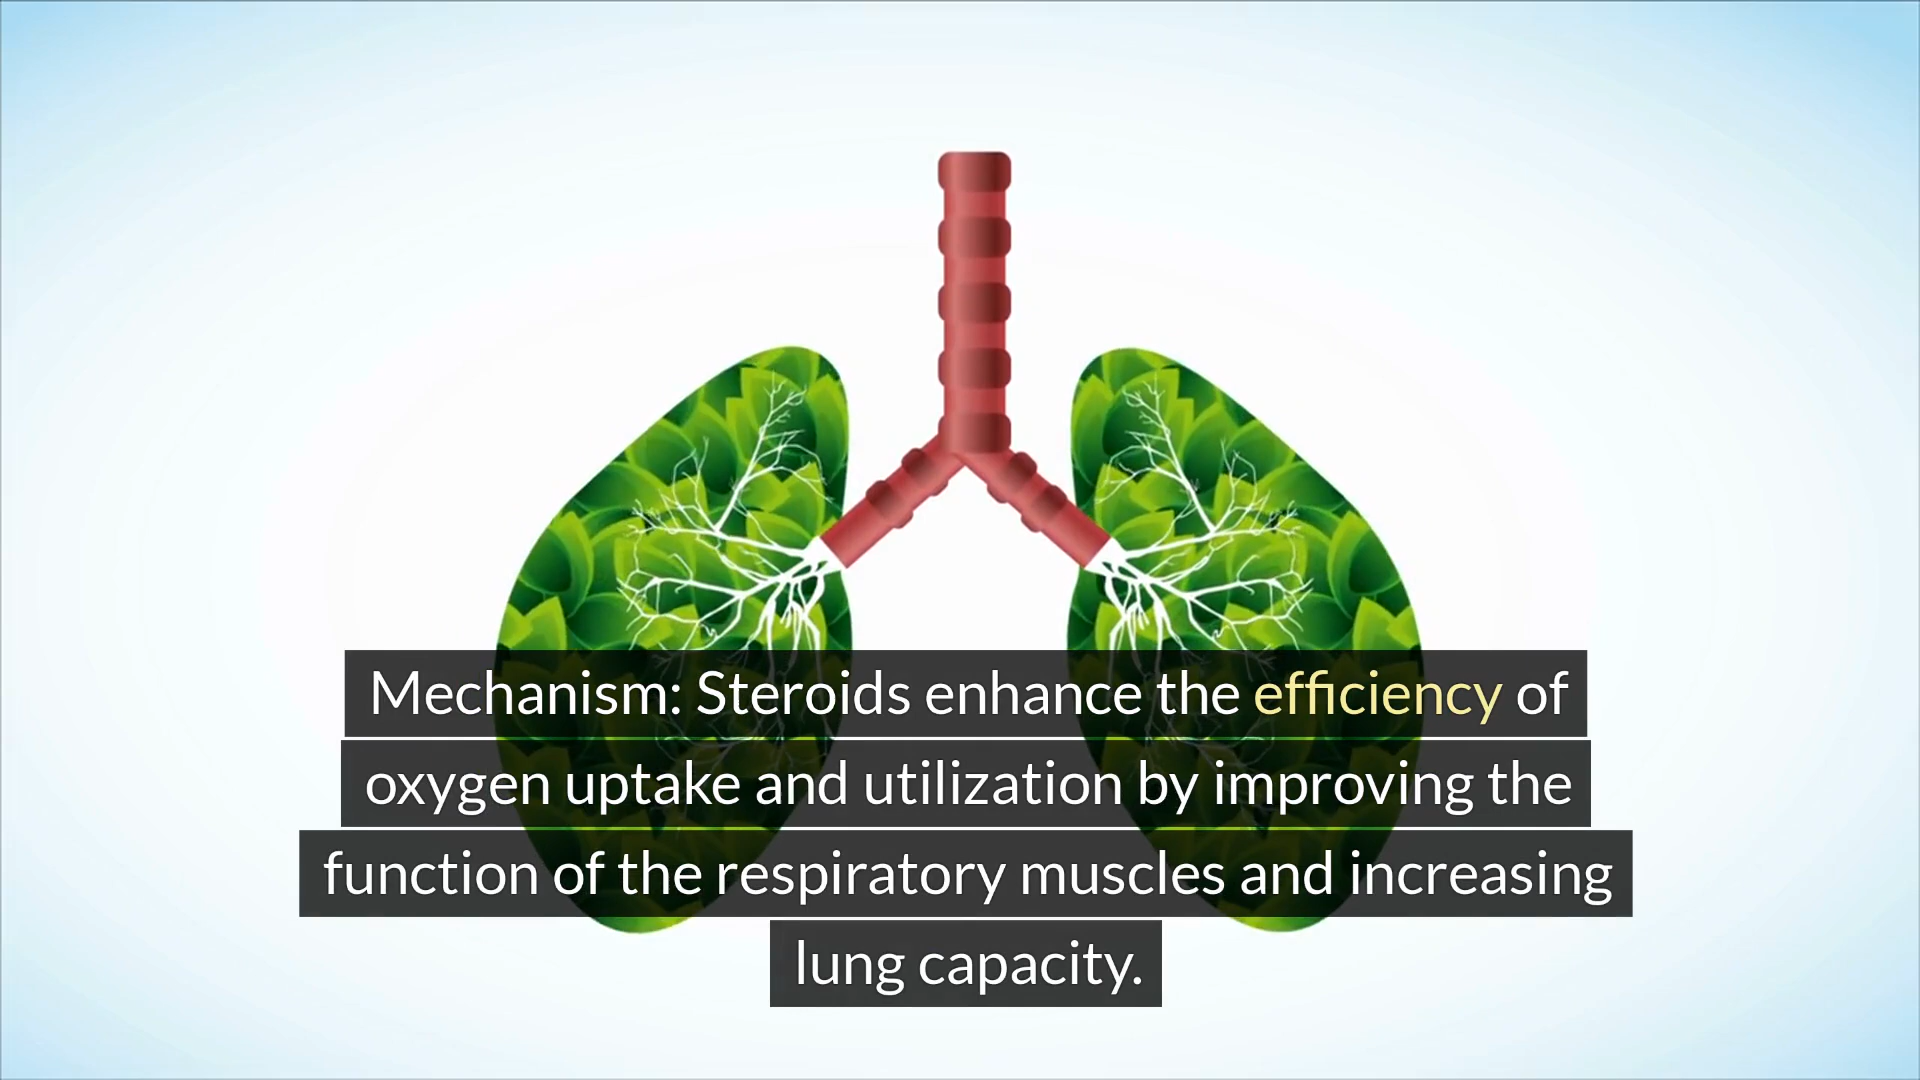 Mechanism: Steroids enhance the efficiency of
oxygen uptake and utilization by improving the
function of the respiratory muscles and increasing
lung capacity.